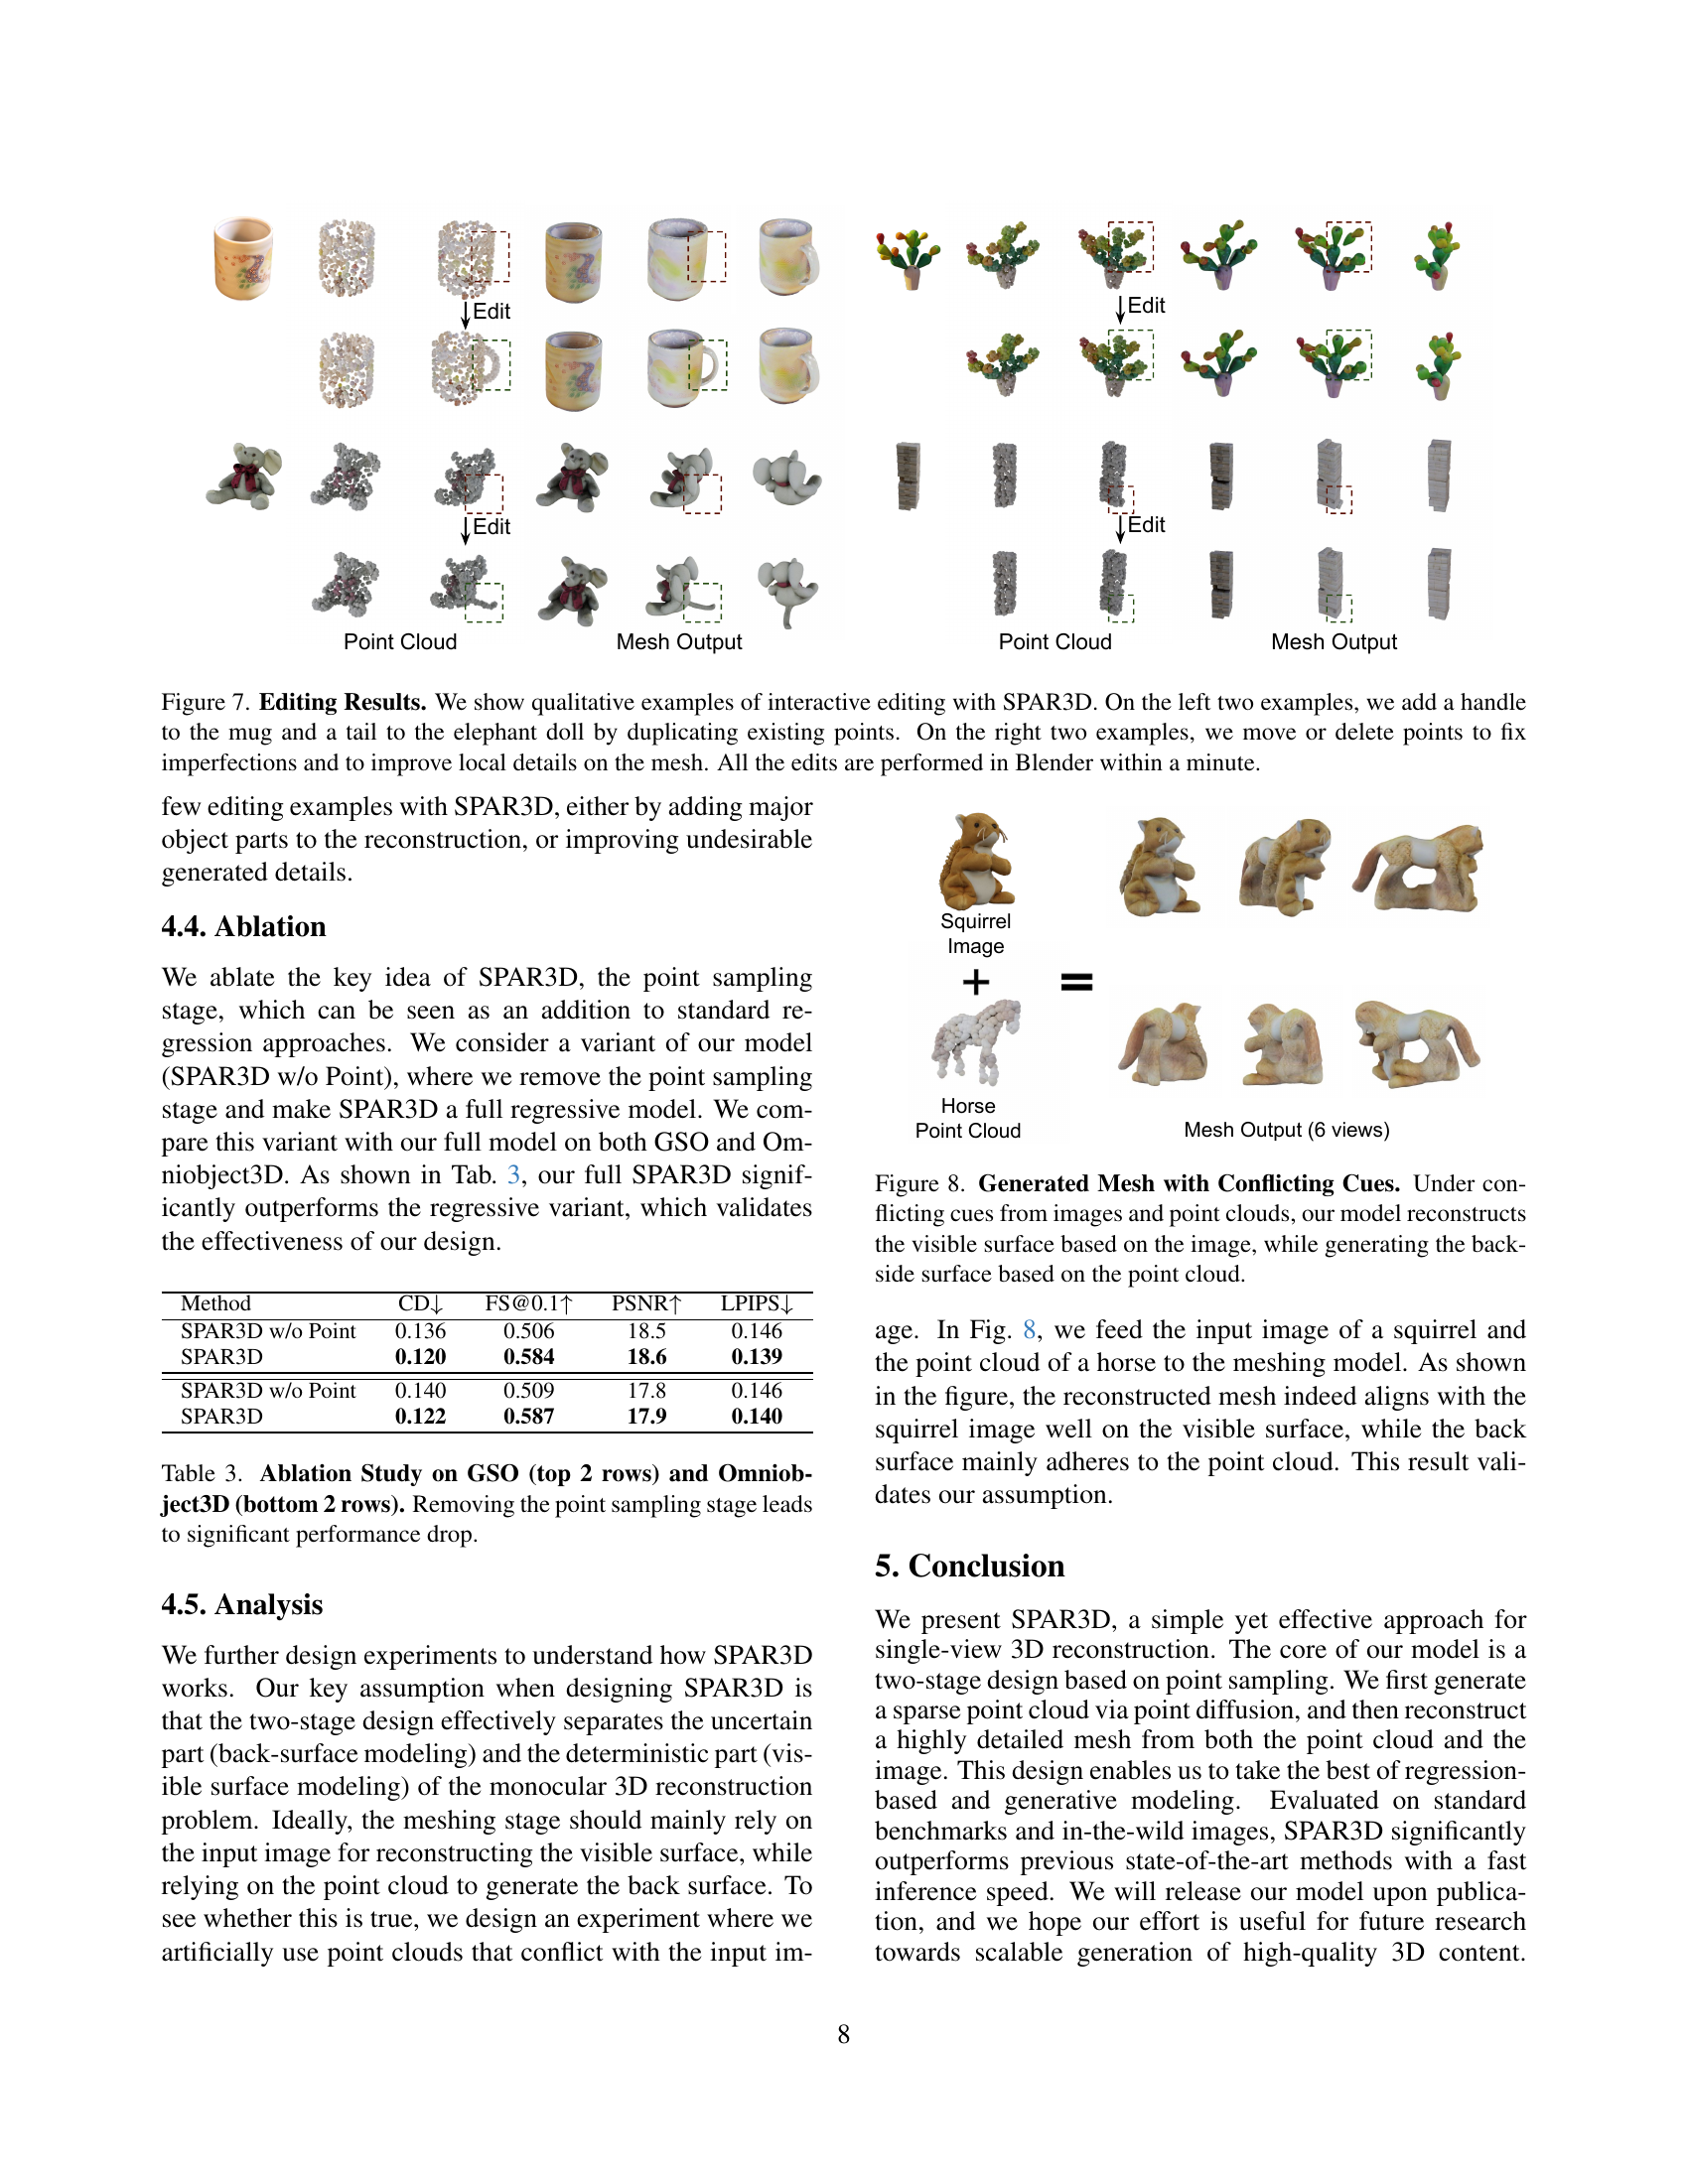 Edit
Edit
Edit
Edit
Point Cloud
Mesh Output
Point Cloud
Mesh Output
Figure 7. Editing Results. We show qualitative examples of interactive editing with SPAR3D. On the left two examples, we add a handle
to the mug and a tail to the elephant doll by duplicating existing points. On the right two examples, we move or delete points to fix
imperfections and to improve local details on the mesh. All the edits are performed in Blender within a minute.
few editing examples with SPAR3D, either by adding major
object parts to the reconstruction, or improving undesirable
generated details.
4.4. Ablation
We ablate the key idea of SPAR3D, the point sampling
stage, which can be seen as an addition to standard re-
gression approaches. We consider a variant of our model
(SPAR3D w/o Point), where we remove the point sampling
stage and make SPAR3D a full regressive model. We com-
pare this variant with our full model on both GSO and Om-
niobject3D. As shown in Tab. 3, our full SPAR3D signif-
icantly outperforms the regressive variant, which validates
the effectiveness of our design.
Method CD↓ FS@0.1↑ PSNR↑ LPIPS↓
SPAR3D w/o Point 0.136 0.506 18.5 0.146
SPAR3D 0.120 0.584 18.6 0.139
SPAR3D w/o Point 0.140 0.509 17.8 0.146
SPAR3D 0.122 0.587 17.9 0.140
Table 3. Ablation Study on GSO (top 2 rows) and Omniob-
ject3D (bottom 2 rows). Removing the point sampling stage leads
to significant performance drop.
4.5. Analysis
We further design experiments to understand how SPAR3D
works. Our key assumption when designing SPAR3D is
that the two-stage design effectively separates the uncertain
part (back-surface modeling) and the deterministic part (vis-
ible surface modeling) of the monocular 3D reconstruction
problem. Ideally, the meshing stage should mainly rely on
the input image for reconstructing the visible surface, while
relying on the point cloud to generate the back surface. To
see whether this is true, we design an experiment where we
artificially use point clouds that conflict with the input im-
Squirrel
Image
+
=
Horse
Point Cloud
Mesh Output (6 views)
Figure 8. Generated Mesh with Conflicting Cues. Under con-
flicting cues from images and point clouds, our model reconstructs
the visible surface based on the image, while generating the back-
side surface based on the point cloud.
age. In Fig. 8, we feed the input image of a squirrel and
the point cloud of a horse to the meshing model. As shown
in the figure, the reconstructed mesh indeed aligns with the
squirrel image well on the visible surface, while the back
surface mainly adheres to the point cloud. This result vali-
dates our assumption.
5. Conclusion
We present SPAR3D, a simple yet effective approach for
single-view 3D reconstruction. The core of our model is a
two-stage design based on point sampling. We first generate
a sparse point cloud via point diffusion, and then reconstruct
a highly detailed mesh from both the point cloud and the
image. This design enables us to take the best of regression-
based and generative modeling. Evaluated on standard
benchmarks and in-the-wild images, SPAR3D significantly
outperforms previous state-of-the-art methods with a fast
inference speed. We will release our model upon publica-
tion, and we hope our effort is useful for future research
towards scalable generation of high-quality 3D content.
8